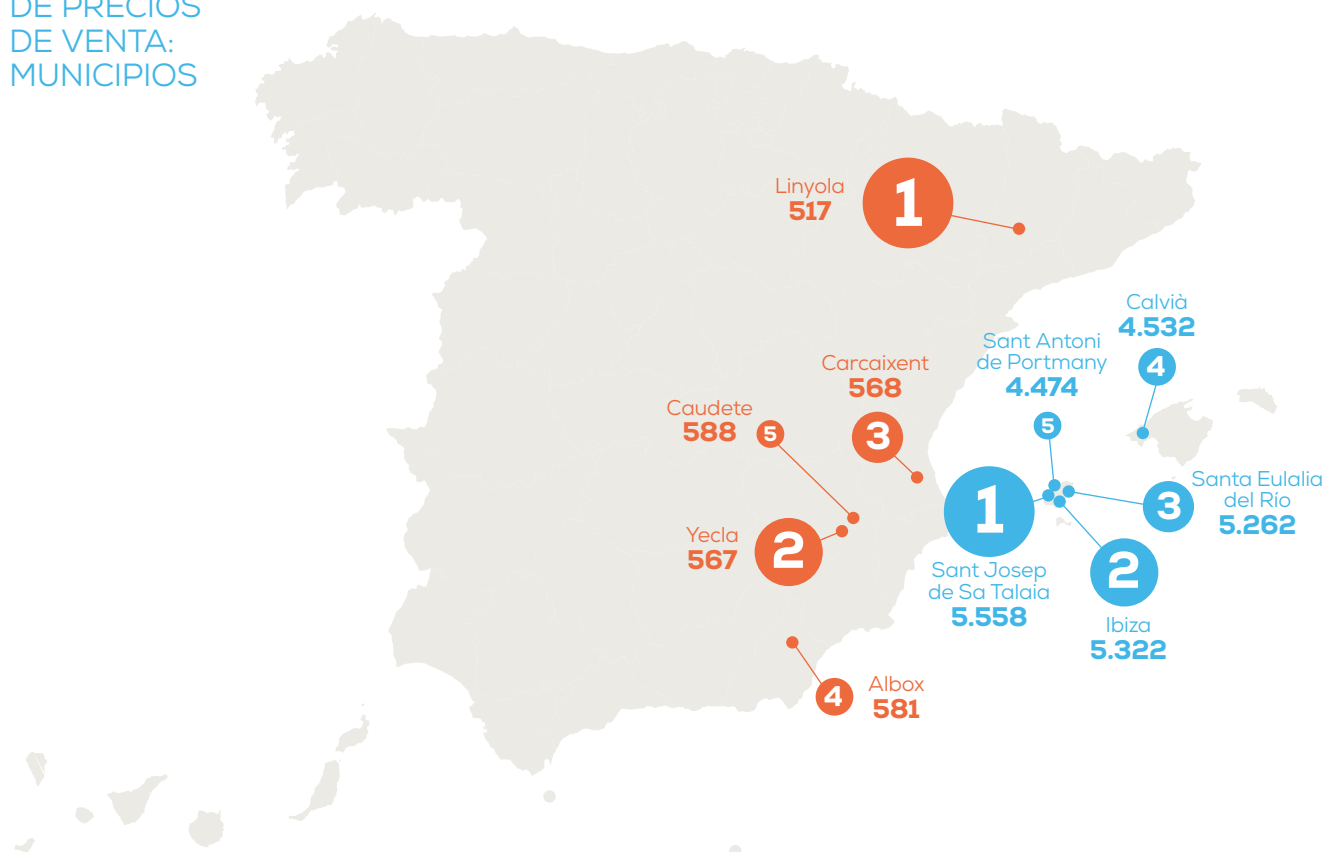 DE PRECIOS
DE VENTA:
MUNICIPIOS
Linyola
517
1
Calvià
4.532
4
Sant Antoni
de Portmany
4.474
5
Carcaixent
568
3
Caudete
588
5
Santa Eulalia
del Río
5.262
3
1
Sant Josep
de Sa Talaia
5.558
Yecla
567
2
2
Ibiza
5.322
4
Albox
581